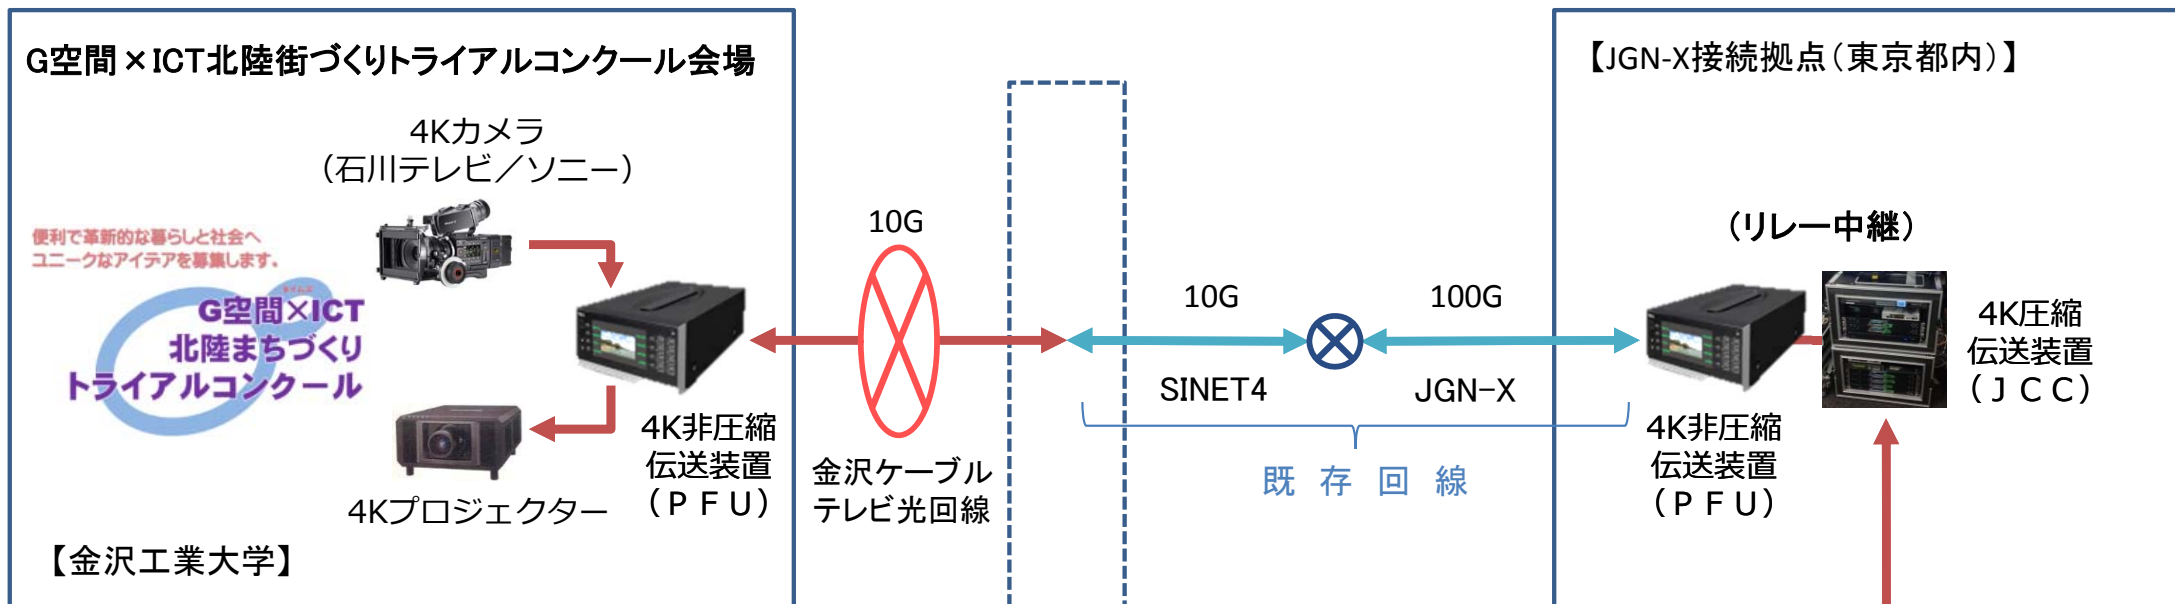 G空間×ICT北陸街づくりトライアルコンクール会場
4Kカメラ
（石川テレビ／ソニー）
便利で革新的な暮らしと社会へ
ユニークなアイデアを募集します。
G空間×ICT
タイムズ
北陸まちづくり
トライアルコンクール
4Kプロジェクター
4K非圧縮
伝送装置
（ＰＦＵ）
【金沢工業大学】
10G
金沢ケーブル
テレビ光回線
10G
SINET4
100G
JGN-X
既存回線
【JGN-X接続拠点（東京都内）】
（リレー中継）
4K非圧縮
伝送装置
（ＰＦＵ）
4K圧縮
伝送装置
（ＪＣＣ）